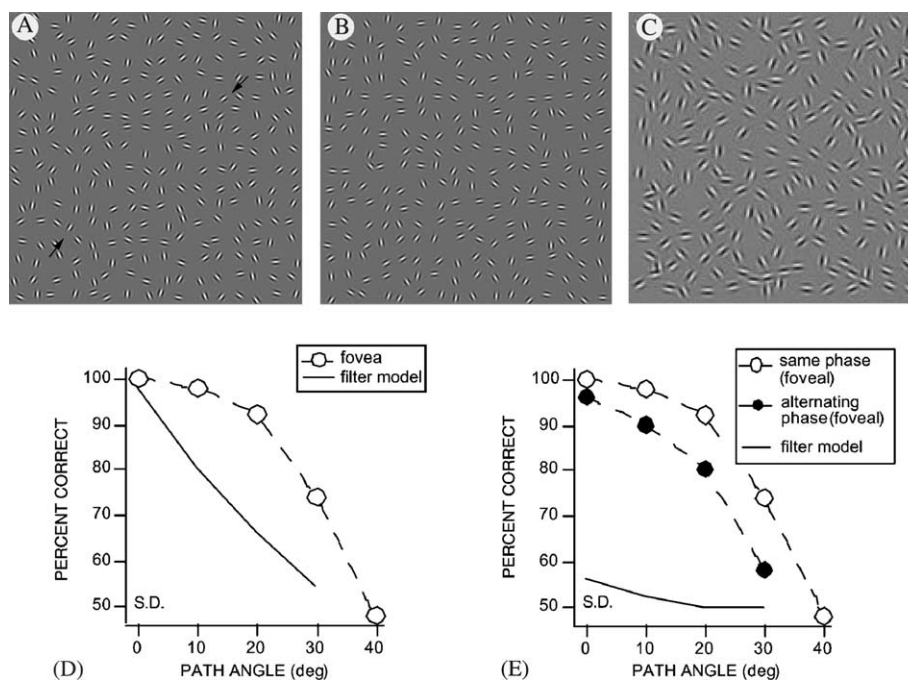 A
B
C
fovea
filter model
100
90
80
70
60
50
PERCENT CORRECT
S.D.
0 10 20 30 40
(D)
PATH ANGLE (deg)
same phase
(foveal)
alternating
phase(foveal)
filter model
100
90
80
70
60
50
PERCENT CORRECT
S.D.
0 10 20 30 40
(E)
PATH ANGLE (deg)